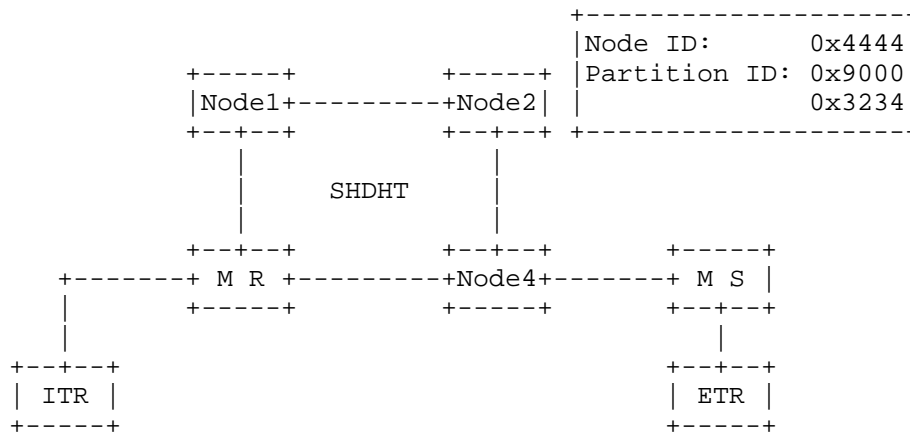 Node ID: 0x4444
Partition ID: 0x9000
Node1 Node2 0x3234
SHDHT
M R Node4 M S
ITR ETR